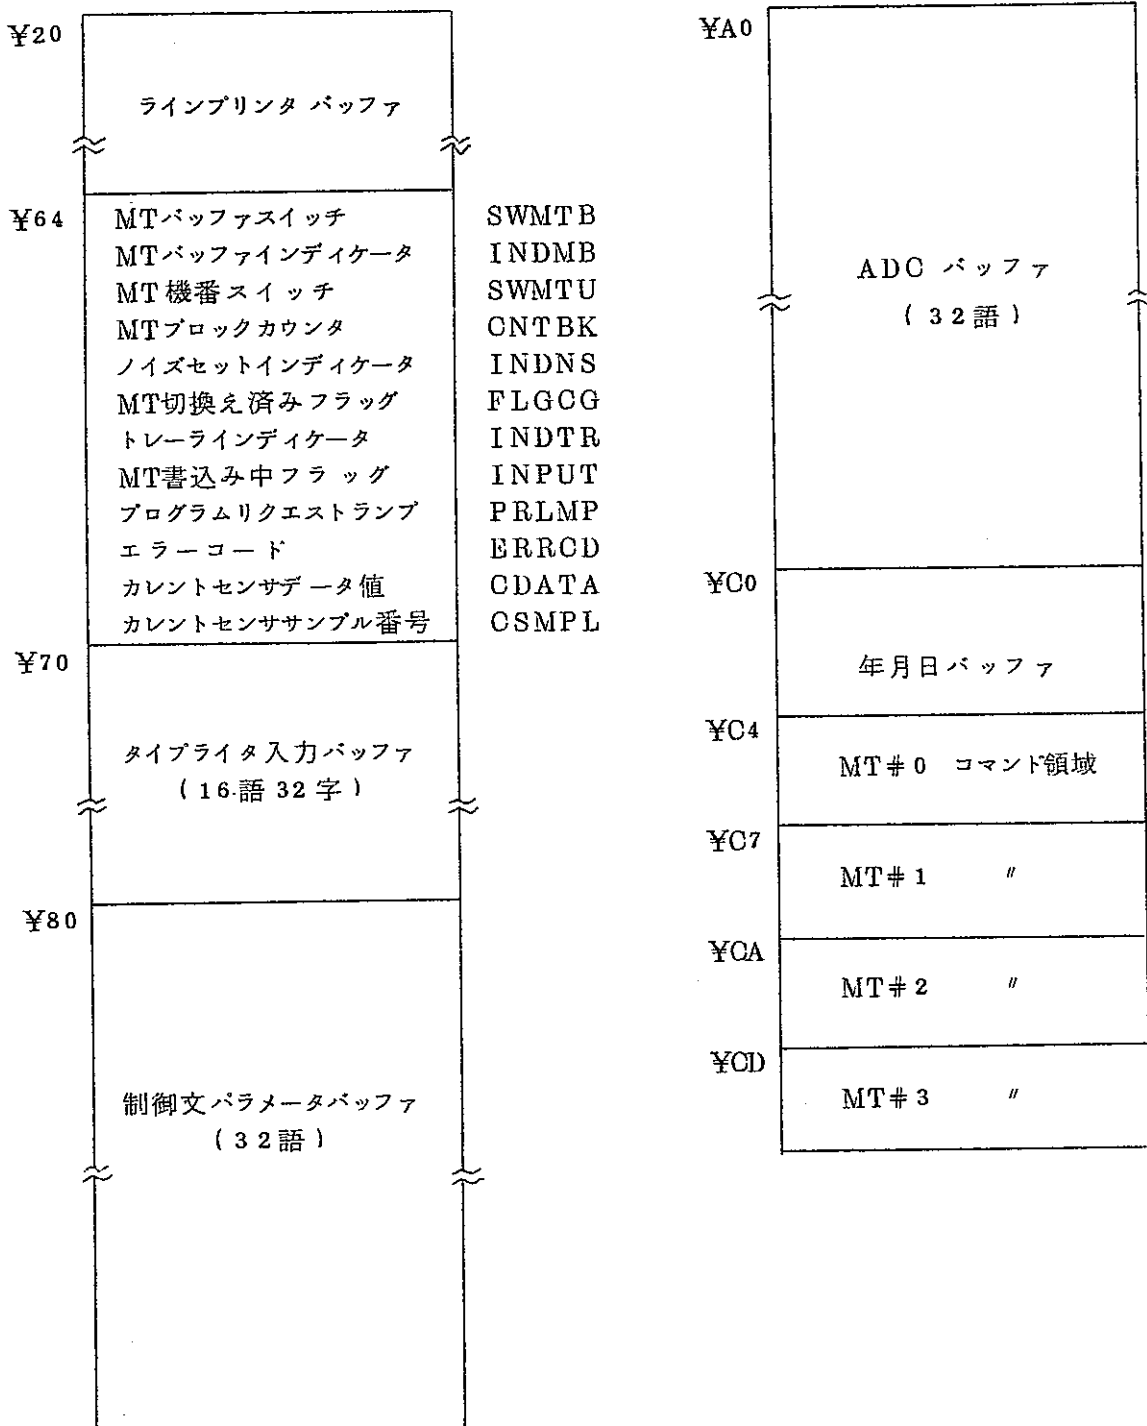 ¥20
ラインプリンタ バッファ
¥64
MTバッファスイッチ SWMTB
MTバッファインディケータ INDMB
MT機番スイッチ SWMTU
MTブロックカウンタ CNTBK
ノイズセットインディケータ INDNS
MT切換え済みフラッグ FLGCG
トレーラインディケータ INDTR
MT書込み中フラッグ INPUT
プログラムリクエストランプ PRLMP
エラーコード ERRCD
カレントセンサデータ値 CDATA
カレントセンササンプル番号 CSMPL
¥70
タイプライタ入力バッファ
(16語32字)
¥80
制御文パラメータバッファ
(32語)
¥A0
ADC バッファ
(32語)
¥C0
年月日バッファ
¥C4
MT#0 コマンド領域
¥C7
MT#1 〃
¥CA
MT#2 〃
¥CD
MT#3 〃